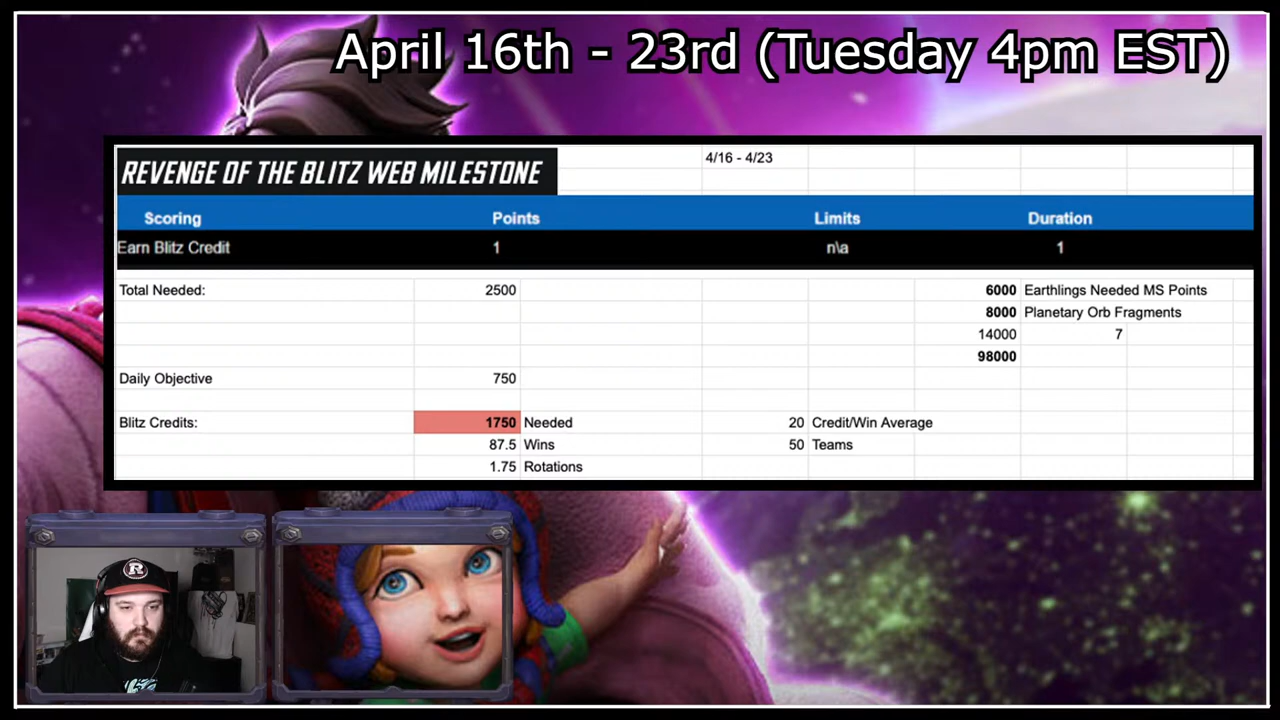 April 16th - 23rd (Tuesday 4pm EST)
REVENGE OF THE BLITZ WEB MILESTONE 4/16 - 4/23
Scoring Points Limits Duration
Earn Blitz Credit 1 n\a 1
Total Needed: 2500 6000 Earthlings Needed MS Points
8000 Planetary Orb Fragments
14000 7
98000
Daily Objective 750
Blitz Credits: 1750 Needed 20 Credit/Win Average
87.5 Wins 50 Teams
1.75 Rotations
R